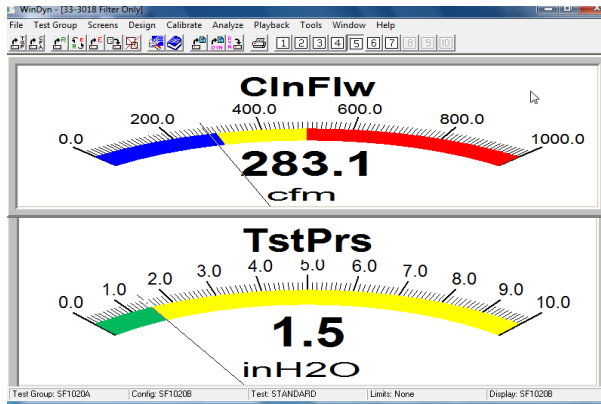 WinDyn - [33-3018 Filter Only]
File Test Group Screens Design Calibrate Analyze Playback Tools Window Help
1 2 3 4 5 6 7 8 9 10
ClnFlw
0.0 200.0 400.0 600.0 800.0 1000.0
283.1
cfm
TstPrs
0.0 1.0 2.0 3.0 4.0 5.0 6.0 7.0 8.0 9.0 10.0
1.5
inH2O
Test Group: SF1020A Config: SF1020B Test: STANDARD Limits: None Display: SF1020B